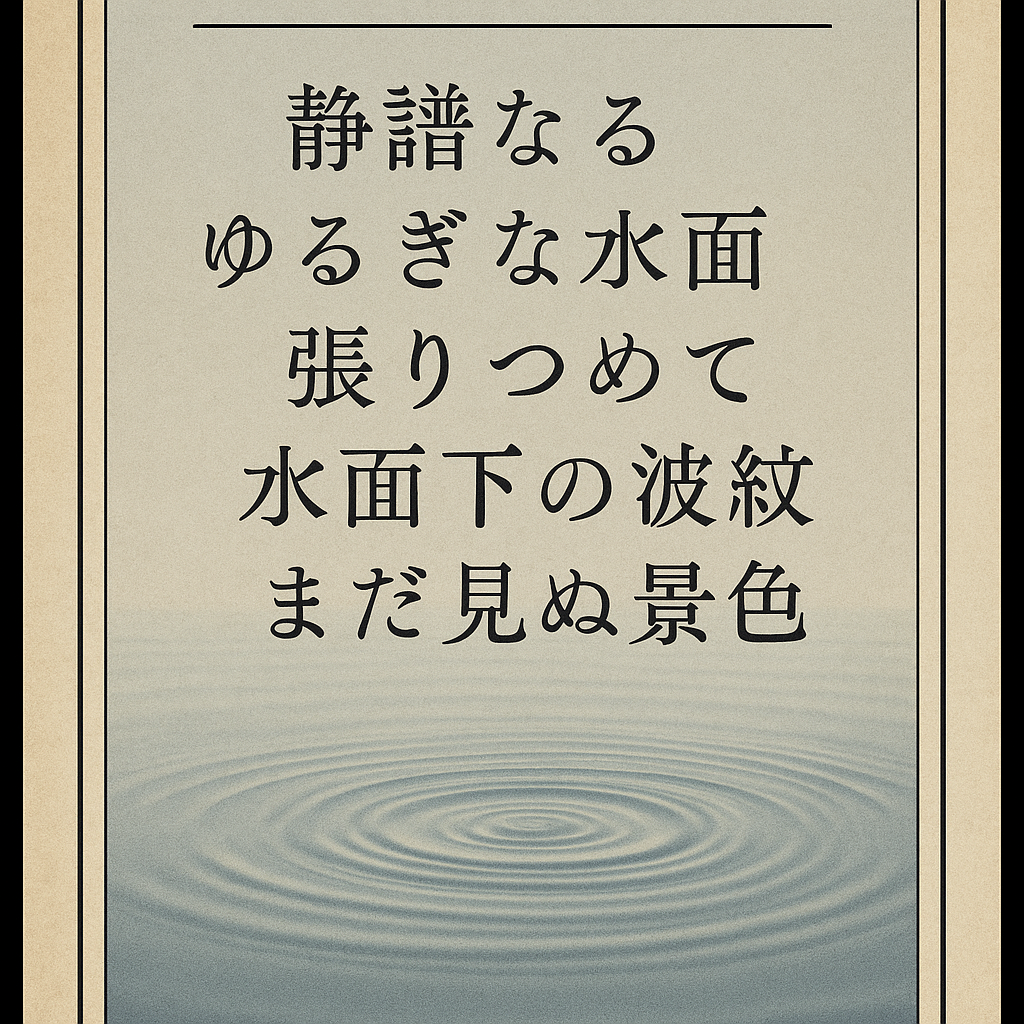 静譜なる
ゆるぎな水面
張りつめて
水面下の波紋
まだ見ぬ景色